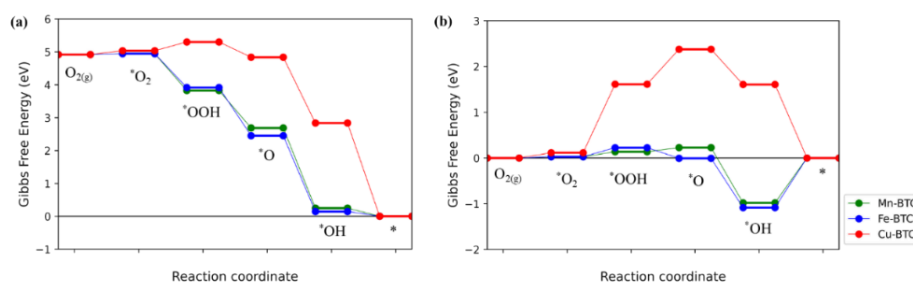 (a)
Gibbs Free Energy (eV)
6
5
4
3
2
1
0
−1
O2(g)
*O2
*OOH
*O
*OH
*
Reaction coordinate
(b)
Gibbs Free Energy (eV)
3
2
1
0
−1
−2
O2(g)
*O2
*OOH
*O
*OH
*
Reaction coordinate
Mn-BTC
Fe-BTC
Cu-BTC